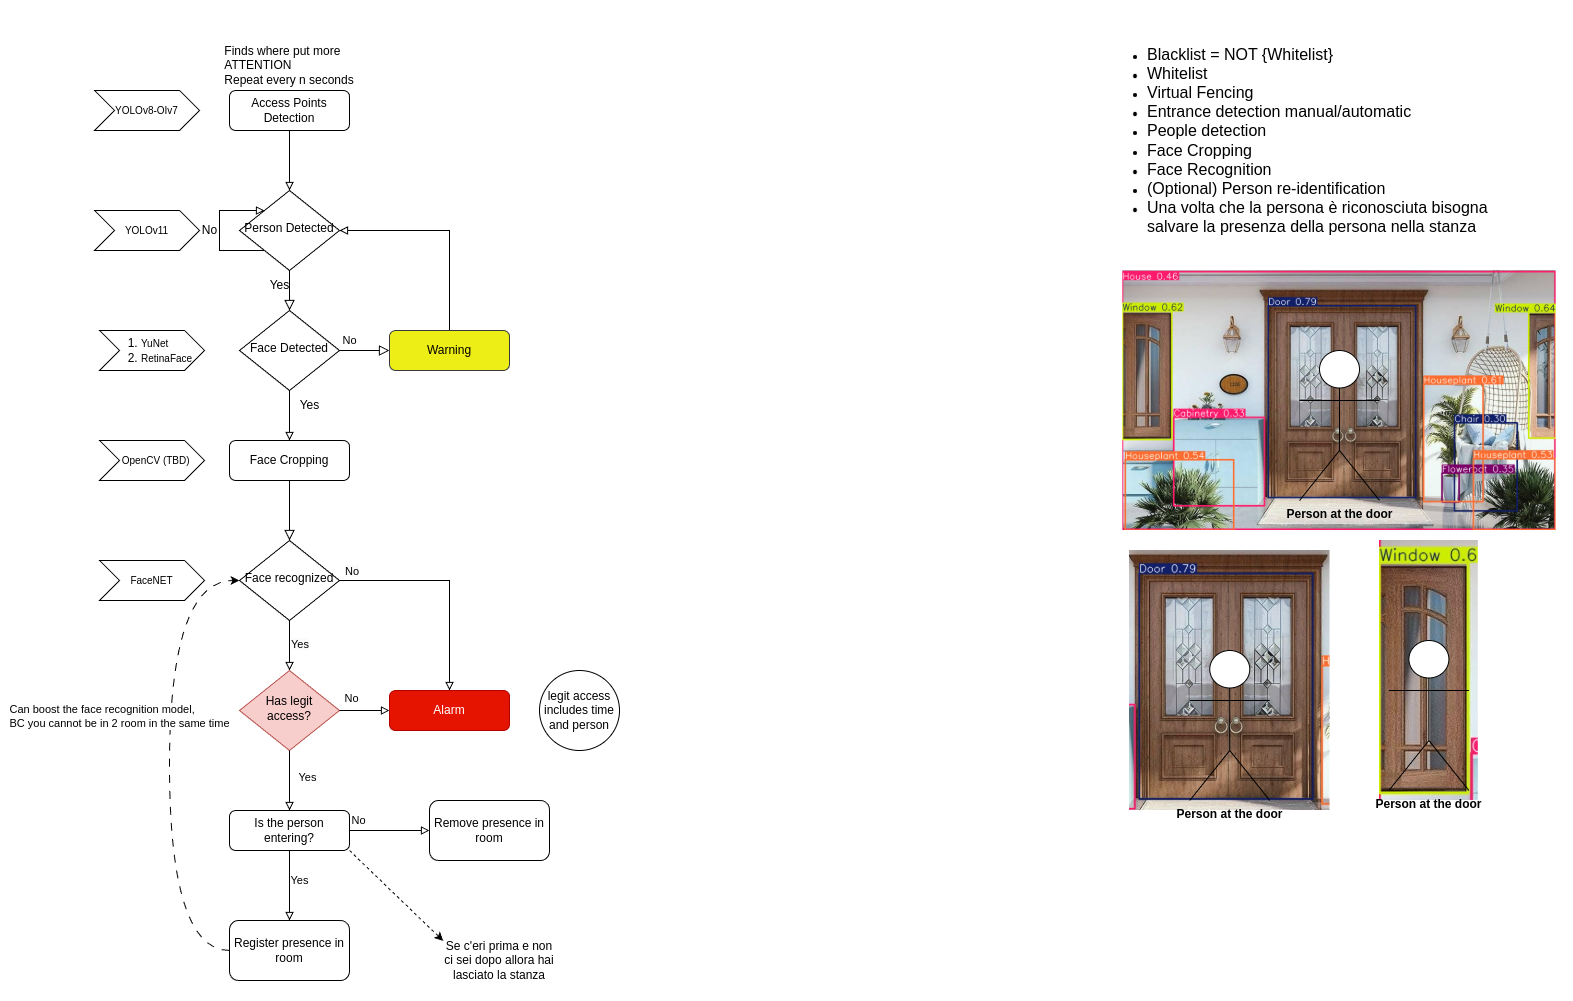 Finds where put more
ATTENTION
Repeat every n seconds
YOLOv8-OIv7
Access Points
Detection
YOLOv11
No
Person Detected
Yes
1. YuNet
2. RetinaFace
Face Detected
No
Warning
Yes
OpenCV (TBD)
Face Cropping
FaceNET
Face recognized
No
Yes
Can boost the face recognition model,
BC you cannot be in 2 room in the same time
Has legit
access?
No
Alarm
legit access
includes time
and person
Yes
Is the person
entering?
No
Remove presence in
room
Yes
Register presence in
room
Se c'eri prima e non
ci sei dopo allora hai
lasciato la stanza
• Blacklist = NOT {Whitelist}
• Whitelist
• Virtual Fencing
• Entrance detection manual/automatic
• People detection
• Face Cropping
• Face Recognition
• (Optional) Person re-identification
• Una volta che la persona è riconosciuta bisogna
salvare la presenza della persona nella stanza
House 0.46
Window 0.62
Door 0.79
Window 0.64
Houseplant 0.61
Cabinetry 0.33
Chair 0.30
Houseplant 0.54
Houseplant 0.53
Flowerpot 0.35
Person at the door
Door 0.79
Person at the door
Window 0.6
Person at the door